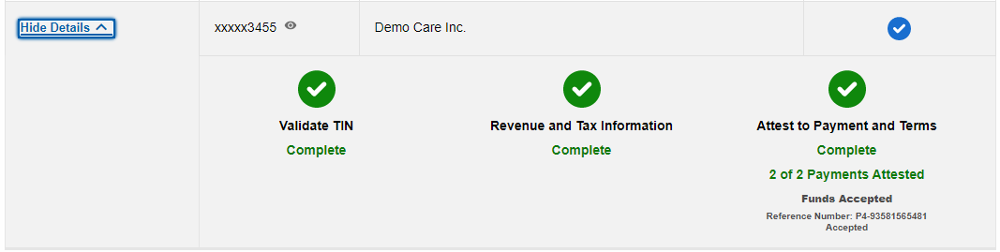 Hide Details
xxxxx3455
Demo Care Inc.
Validate TIN
Complete
Revenue and Tax Information
Complete
Attest to Payment and Terms
Complete
2 of 2 Payments Attested
Funds Accepted
Reference Number: P4-93581565481
Accepted